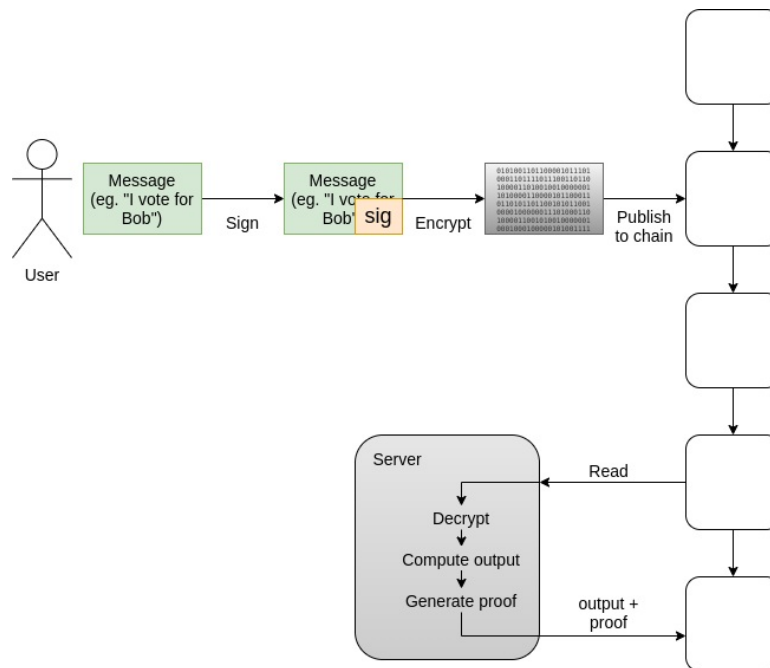 Message
(eg. "I vote for
Bob")
Sign
Message
(eg. "I vote for
Bob"
sig
Encrypt
Publish
to chain
User
Server
Read
Decrypt
Compute output
Generate proof
output +
proof